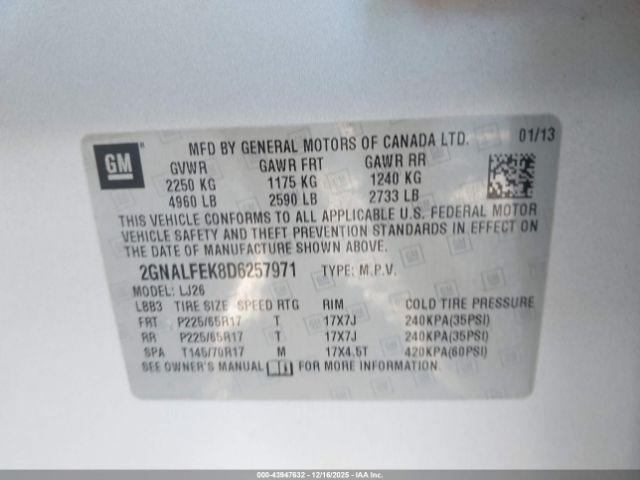 MFD BY GENERAL MOTORS OF CANADA LTD. 01/13
GM
GVWR GAWR FRT GAWR RR
2250 KG 1175 KG 1240 KG
4960 LB 2590 LB 2733 LB
THIS VEHICLE CONFORMS TO ALL APPLICABLE U.S. FEDERAL MOTOR
VEHICLE SAFETY AND THEFT PREVENTION STANDARDS IN EFFECT ON
THE DATE OF MANUFACTURE SHOWN ABOVE.
2GNALFEK8D6257971 TYPE: M.P.V.
MODEL: LJ26
LBB3 TIRE SIZE SPEED RTG RIM COLD TIRE PRESSURE
FRT P225/65R17 T 17X7J 240KPA(35PSI)
RR P225/65R17 T 17X7J 240KPA(35PSI)
SPA T145/70R17 M 17X4.5T 420KPA(60PSI)
SEE OWNER'S MANUAL FOR MORE INFORMATION.
000-43947632 - 12/16/2025 - IAAI.COM